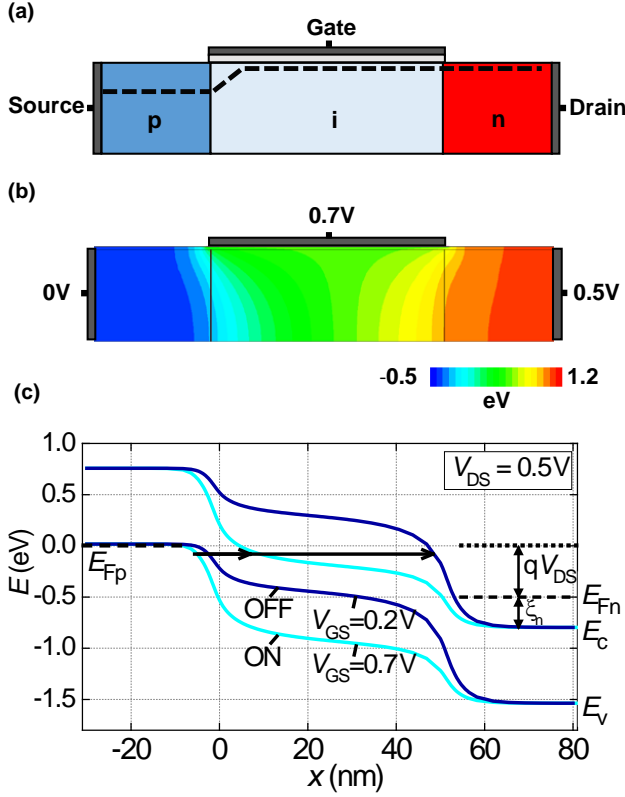 (a)
Gate
Source
p
i
n
Drain
(b)
0.7V
0V
0.5V
-0.5
1.2
eV
(c)
1.0
0.5
0.0
-0.5
-1.0
-1.5
E (eV)
V_DS = 0.5V
E_Fp
qV_DS
E_Fn
ξ_n
OFF
V_GS=0.2V
E_c
ON
V_GS=0.7V
E_v
-20
0
20
40
60
80
x (nm)